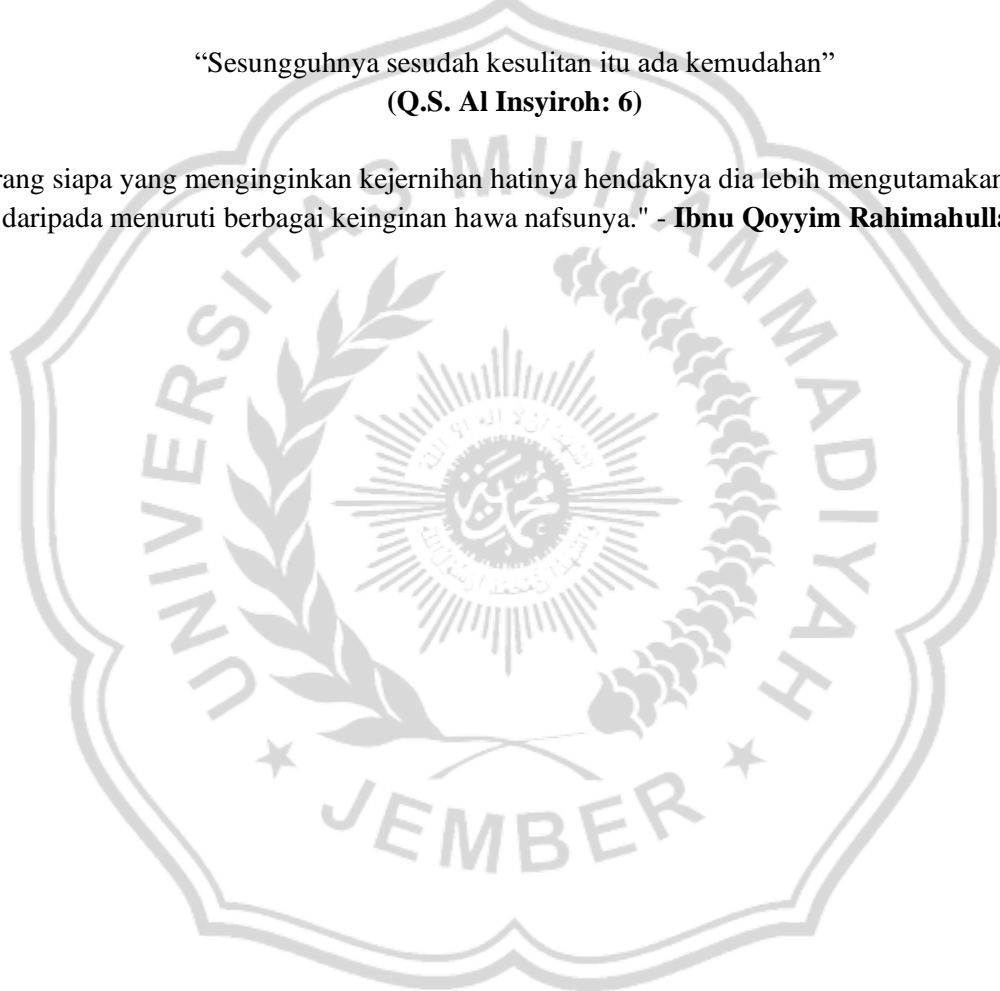 “Sesungguhnya sesudah kesulitan itu ada kemudahan”
(Q.S. Al Insyiroh: 6)
siapa yang menginginkan kejernihan hatinya hendaknya dia lebih mengutamakan
daripada menuruti berbagai keinginan hawa nafsunya." - Ibnu Qoyyim
UNIVERSITAS MUHAMMADIYAH
JEMBER